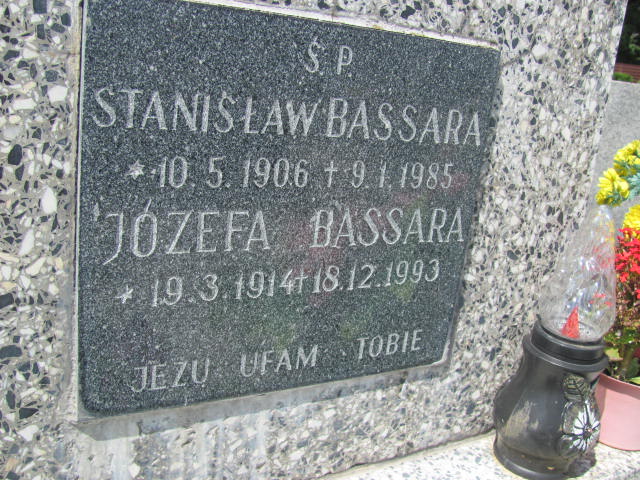 Ś P
STANISŁAW BASSARA
* 10.5.1906 + 9.1.1985
JÓZEFA BASSARA
* 19.3.1914 + 18.12.1993
JEZU UFAM TOBIE